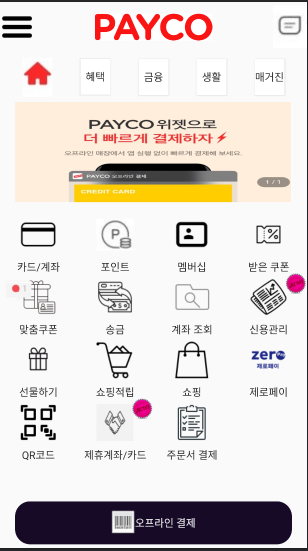 PAYCO
혜택
금융
생활
매거진
PAYCO 위젯으로
더 빠르게 결제하자
오프라인 매장에서 앱 실행 없이 빠르게 결제해 보세요.
PAYCO 오프라인 결제
CREDIT CARD
1 / 1
카드/계좌
포인트
멤버십
받은 쿠폰
맞춤쿠폰
송금
계좌 조회
신용관리
선물하기
쇼핑적립
쇼핑
zero
제로페이
제로페이
QR코드
제휴계좌/카드
주문서 결제
오프라인 결제